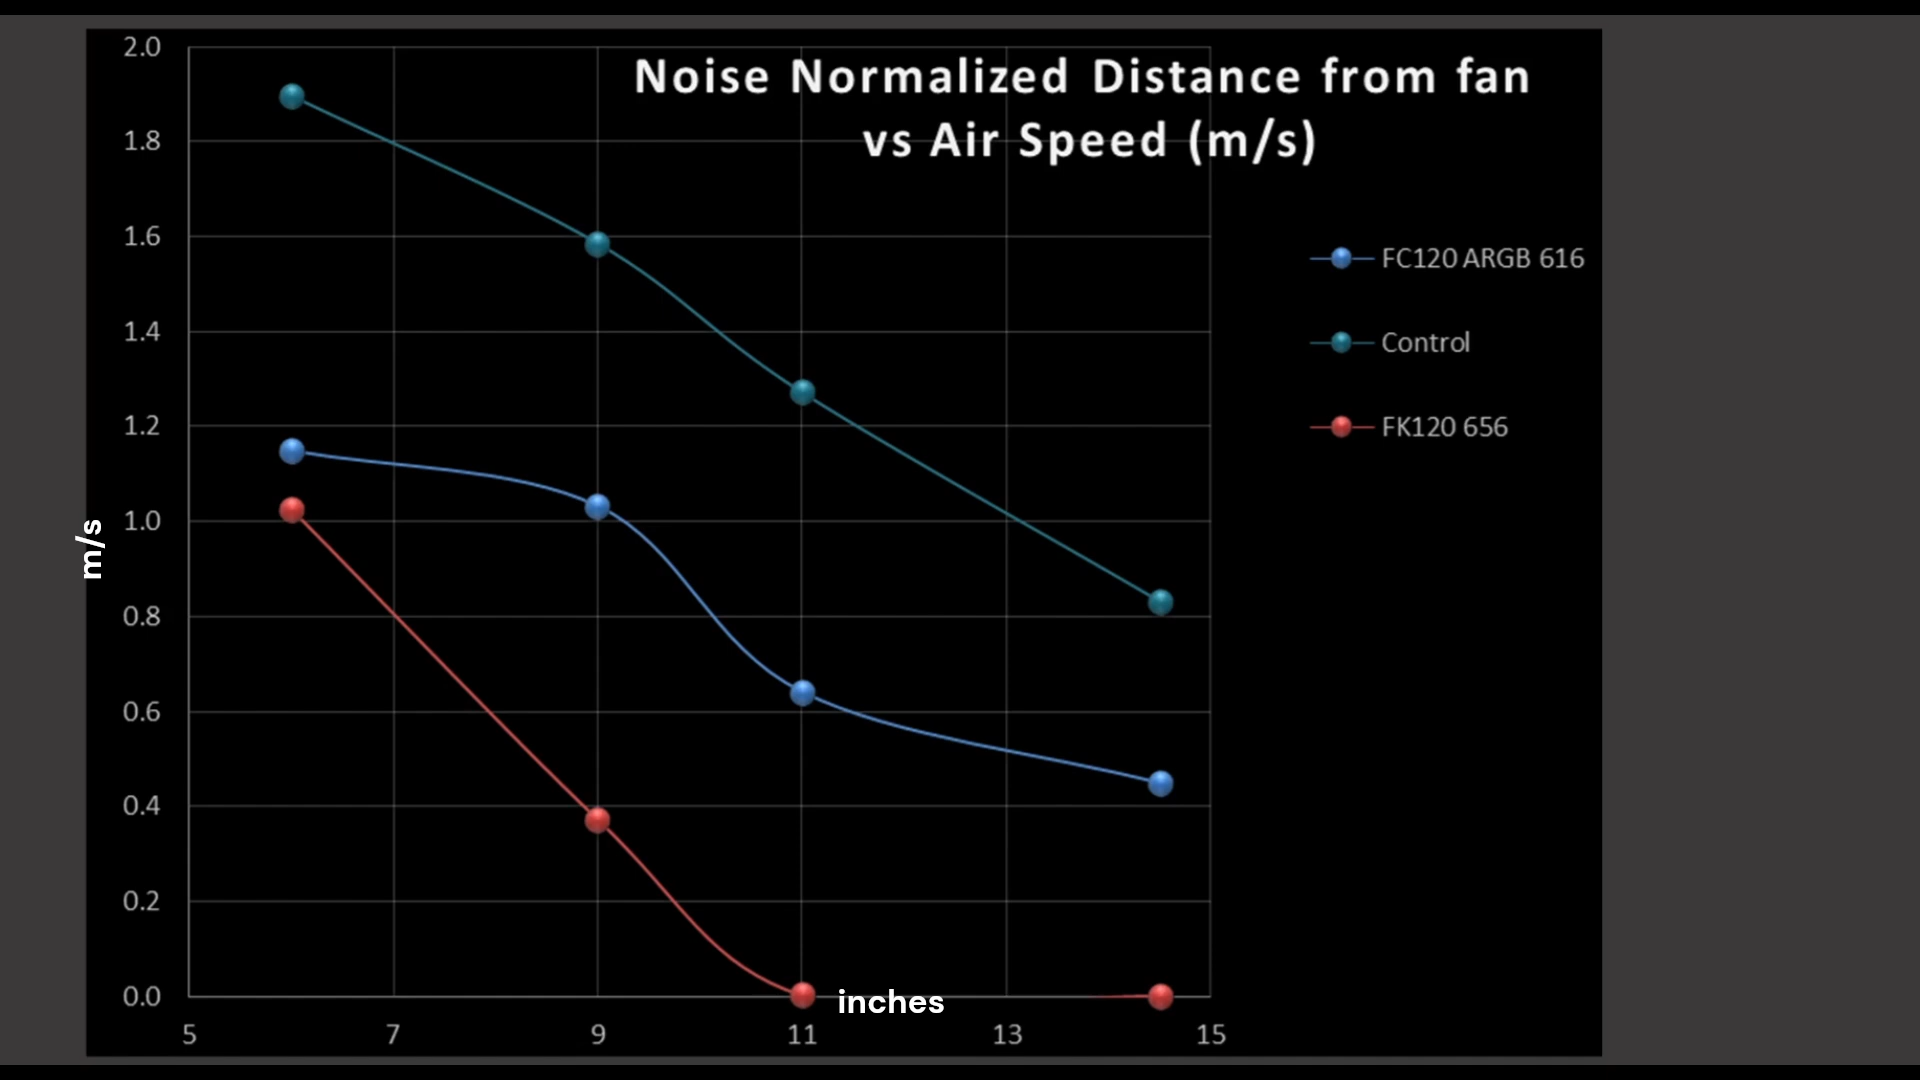 Noise Normalized Distance from fan
vs Air Speed (m/s)
2.0
1.8
1.6
1.4
1.2
1.0
0.8
0.6
0.4
0.2
0.0
m/s
5 7 9 11 13 15
inches
FC120 ARGB 616
Control
FK120 656